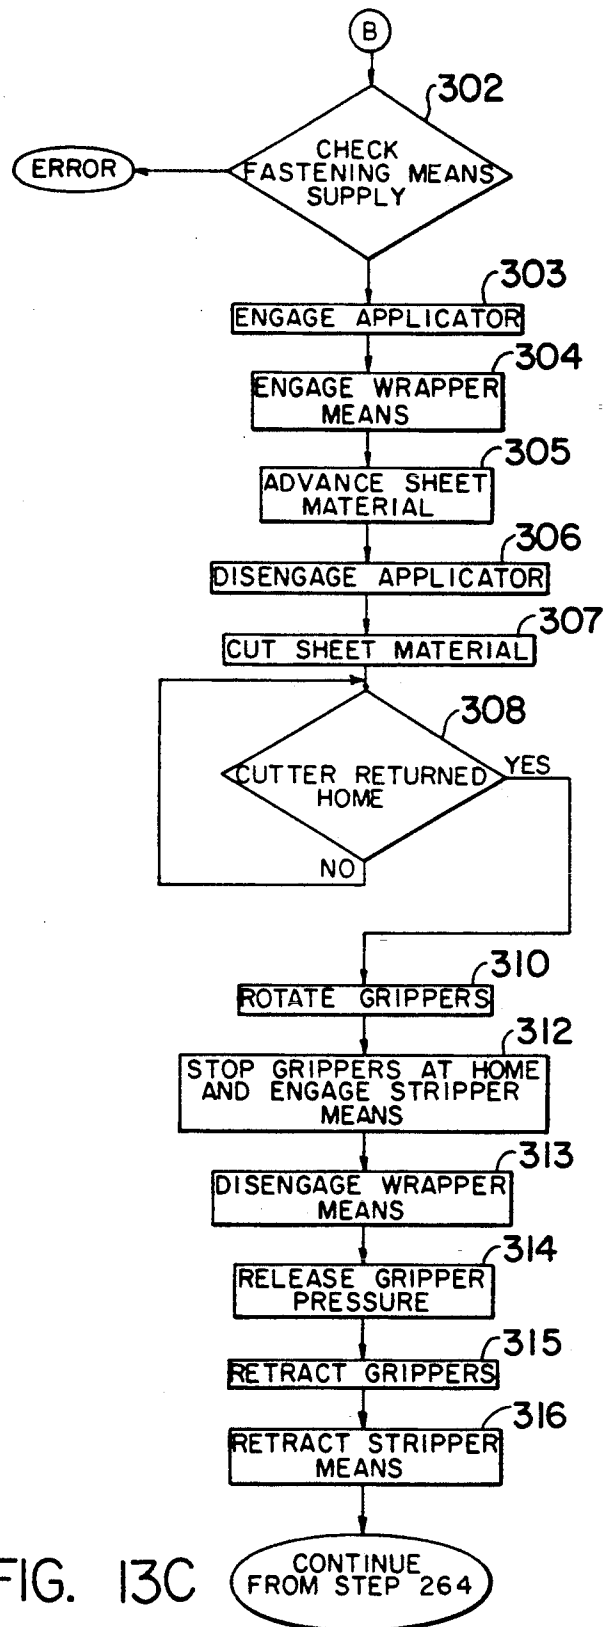 B
302
CHECK
FASTENING MEANS
SUPPLY
ERROR
303
ENGAGE APPLICATOR
304
ENGAGE WRAPPER
MEANS
305
ADVANCE SHEET
MATERIAL
306
DISENGAGE APPLICATOR
307
CUT SHEET MATERIAL
308
CUTTER RETURNED
HOME
YES
NO
310
ROTATE GRIPPERS
312
STOP GRIPPERS AT HOME
AND ENGAGE STRIPPER
MEANS
313
DISENGAGE WRAPPER
MEANS
314
RELEASE GRIPPER
PRESSURE
315
RETRACT GRIPPERS
316
RETRACT STRIPPER
MEANS
CONTINUE
FROM STEP 264
FIG. 13C